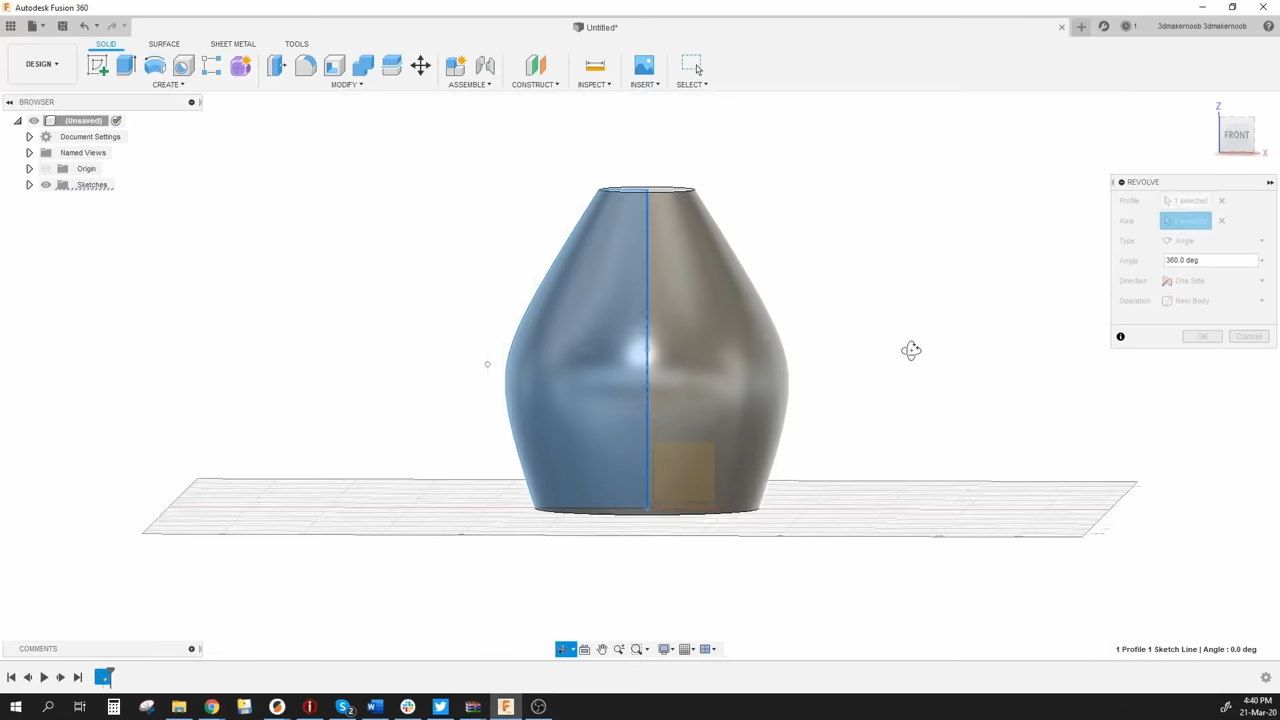 Autodesk Fusion 360
Untitled*
3dmakernoob 3dmakernoob
DESIGN
SOLID
SURFACE
SHEET METAL
TOOLS
CREATE
MODIFY
ASSEMBLE
CONSTRUCT
INSPECT
INSERT
SELECT
BROWSER
(Unsaved)
Document Settings
Named Views
Origin
Sketches
Z
FRONT
X
REVOLVE
Profile 1 selected
Axis 1 selected
Type Angle
Angle 360.0 deg
Direction One Side
Operation New Body
OK Cancel
COMMENTS
1 Profile 1 Sketch Line | Angle : 0.0 deg
4:40 PM
21-Mar-20